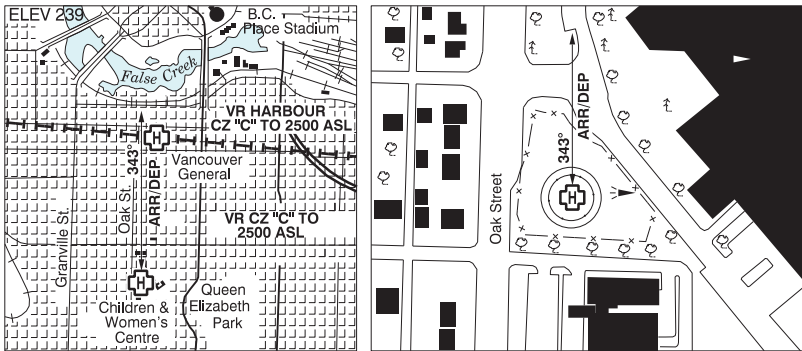 ELEV 239
B.C.
Place Stadium
False Creek
VR HARBOUR
CZ "C" TO 2500 ASL
H
Vancouver
General
343°
ARR/DEP
Oak St.
Granville St.
VR CZ "C" TO
2500 ASL
H
Children &
Women's
Centre
Queen
Elizabeth
Park
343°
ARR/DEP
H
Oak Street